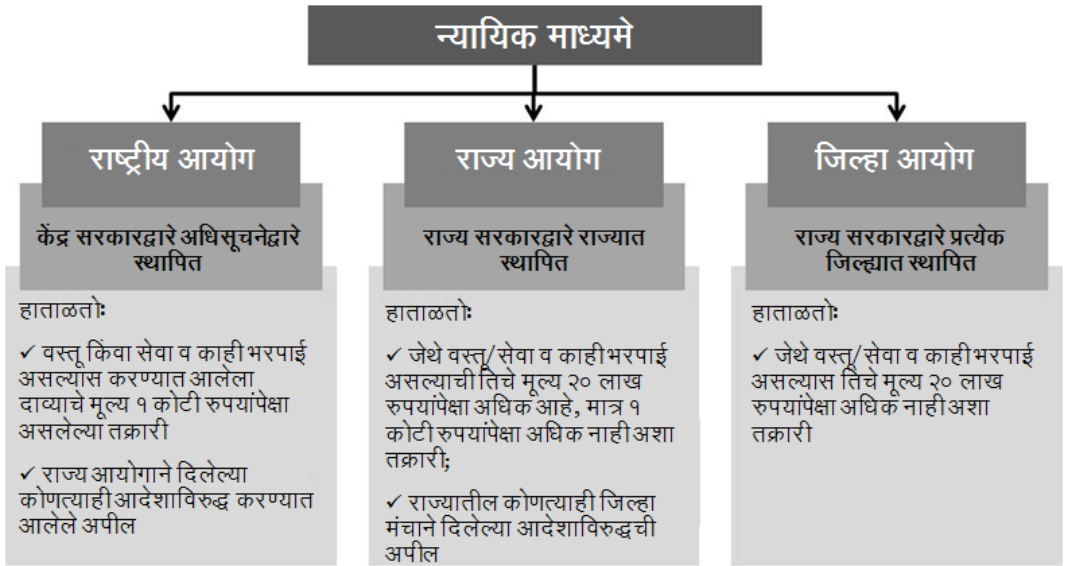 न्यायिक माध्यमे
राष्ट्रीय आयोग
केंद्र सरकारद्वारे अधिसूचनेद्वारे
स्थापित
हाताळतो:
✓ वस्तू किंवा सेवा व काही भरपाई
असल्यास करण्यात आलेला
दाव्याचे मूल्य १ कोटी रुपयांपेक्षा
असलेल्या तक्रारी
✓ राज्य आयोगाने दिलेल्या
कोणत्याही आदेशाविरुद्ध करण्यात
आलेले अपील
राज्य आयोग
राज्य सरकारद्वारे राज्यात
स्थापित
हाताळतो:
✓ जेथे वस्तू/सेवा व काही भरपाई
असल्याची तिचे मूल्य २० लाख
रुपयांपेक्षा अधिक आहे, मात्र १
कोटी रुपयांपेक्षा अधिक नाही अशा
तक्रारी;
✓ राज्यातील कोणत्याही जिल्हा
मंचाने दिलेल्या आदेशाविरुद्धची
अपील
जिल्हा आयोग
राज्य सरकारद्वारे प्रत्येक
जिल्ह्यात स्थापित
हाताळतो:
✓ जेथे वस्तू/सेवा व काही भरपाई
असल्यास तिचे मूल्य २० लाख
रुपयांपेक्षा अधिक नाही अशा
तक्रारी